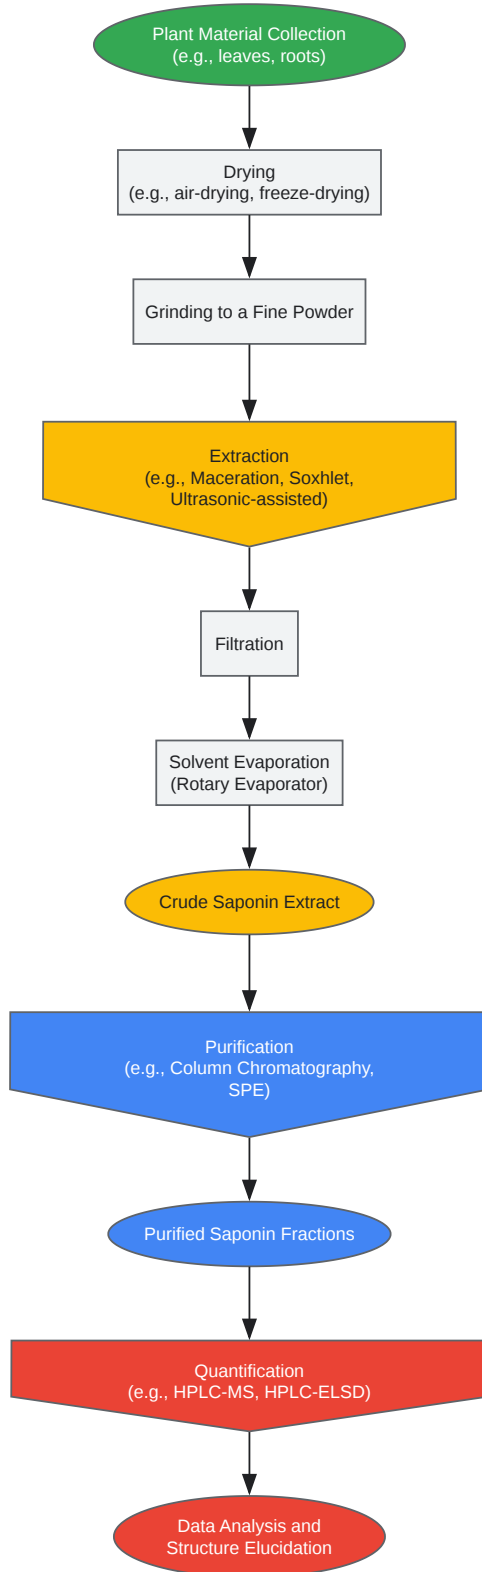 Plant Material Collection
(e.g., leaves, roots)
Drying
(e.g., air-drying, freeze-drying)
Grinding to a Fine Powder
Extraction
(e.g., Maceration, Soxhlet,
Ultrasonic-assisted)
Filtration
Solvent Evaporation
(Rotary Evaporator)
Crude Saponin Extract
Purification
(e.g., Column Chromatography,
SPE)
Purified Saponin Fractions
Quantification
(e.g., HPLC-MS, HPLC-ELSD)
Data Analysis and
Structure Elucidation